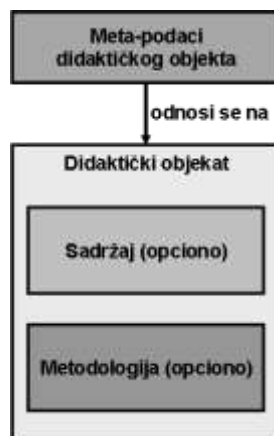 Meta-podaci
didaktičkog objekta
odnosi se na
Didaktički objekat
Sadržaj (opciono)
Metodologija (opciono)